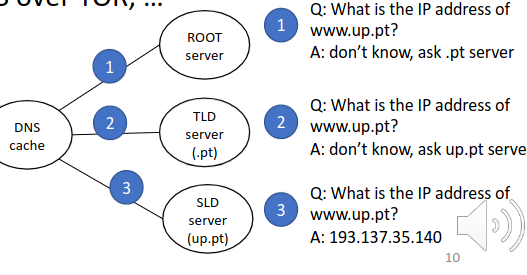 over TOR, ...
ROOT
server
1
TLD
server
(.pt)
2
DNS
cache
3
SLD
server
(up.pt)
1
Q: What is the IP address of
www.up.pt?
A: don't know, ask .pt server
2
Q: What is the IP address of
www.up.pt?
A: don't know, ask up.pt serve
3
Q: What is the IP address of
www.up.pt?
A: 193.137.35.140
10